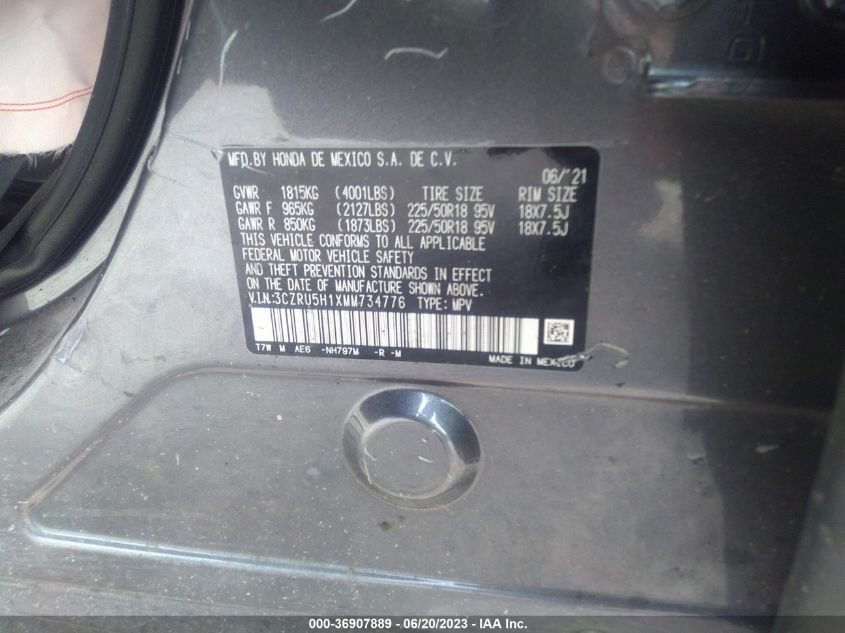 MFD.BY HONDA DE MEXICO S.A. DE C.V.
06/'21
GVWR 1815KG (4001LBS) TIRE SIZE RIM SIZE
GAWR F 965KG (2127LBS) 225/50R18 95V 18X7.5J
GAWR R 850KG (1873LBS) 225/50R18 95V 18X7.5J
THIS VEHICLE CONFORMS TO ALL APPLICABLE
FEDERAL MOTOR VEHICLE SAFETY
AND THEFT PREVENTION STANDARDS IN EFFECT
ON THE DATE OF MANUFACTURE SHOWN ABOVE.
V.I.N:3CZRU5H1XMM734776 TYPE: MPV
T7W M AE6 -NH797M -R -M MADE IN MEXICO
000-36907889 - 06/20/2023 - IAA Inc.